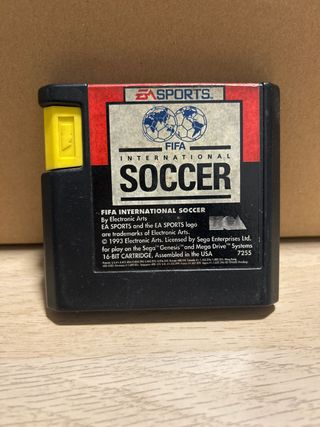 EA SPORTS
FIFA
INTERNATIONAL
SOCCER
FIFA INTERNATIONAL SOCCER
By Electronic Arts
EA SPORTS and the EA SPORTS logo
are trademarks of Electronic Arts.
© 1993 Electronic Arts. Licensed by Sega Enterprises Ltd.
for play on the Sega™ Genesis™ and Mega Drive™ Systems
16-BIT CARTRIDGE, Assembled in the USA 7255